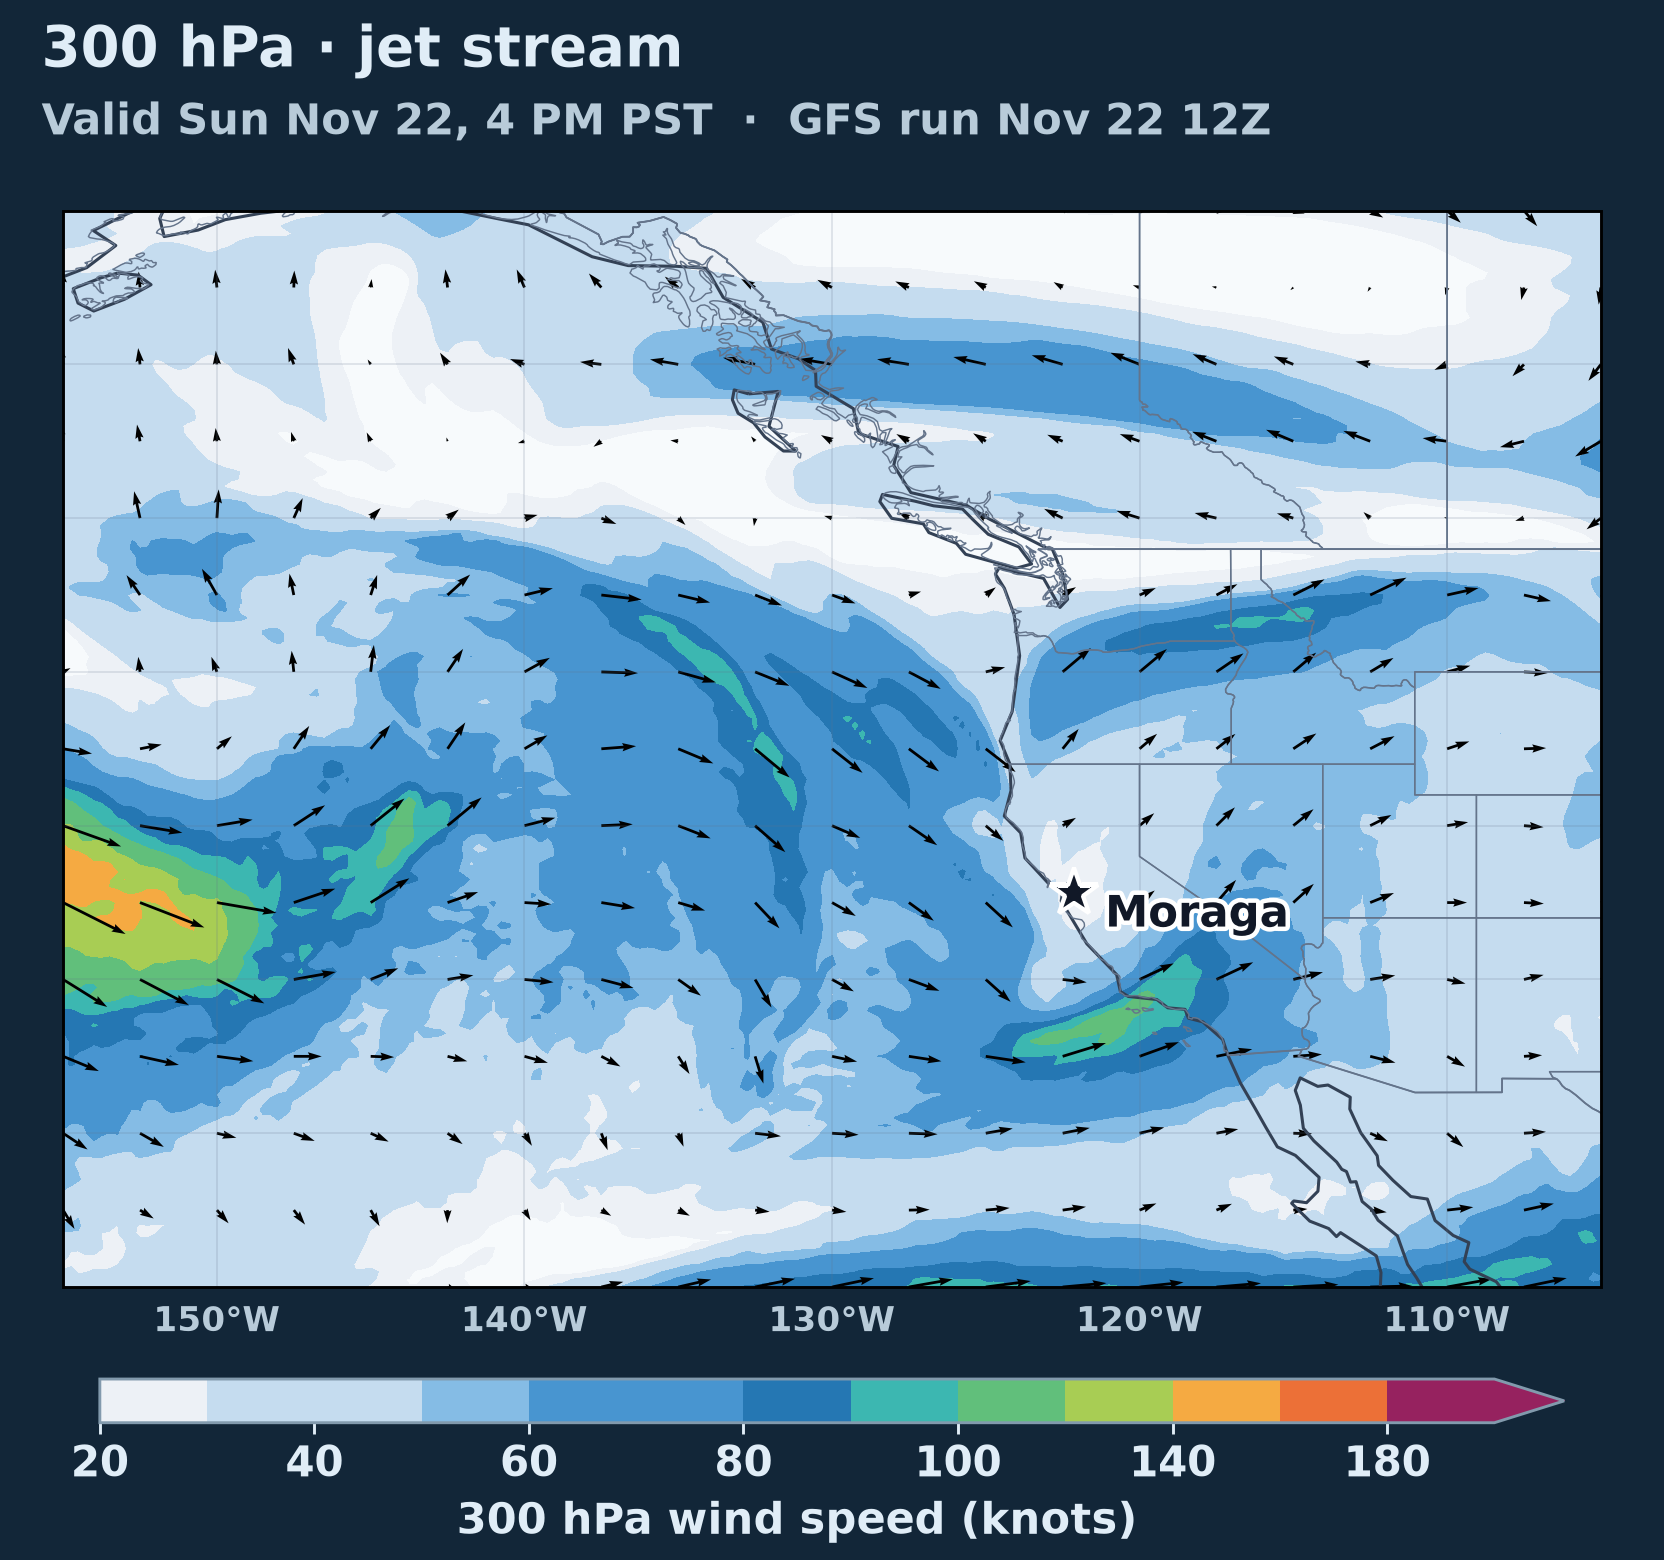 300 hPa · jet stream
Valid Sun Nov 22, 4 PM PST · GFS run Nov 22 12Z
Moraga
150°W 140°W 130°W 120°W 110°W
20 40 60 80 100 140 180
300 hPa wind speed (knots)